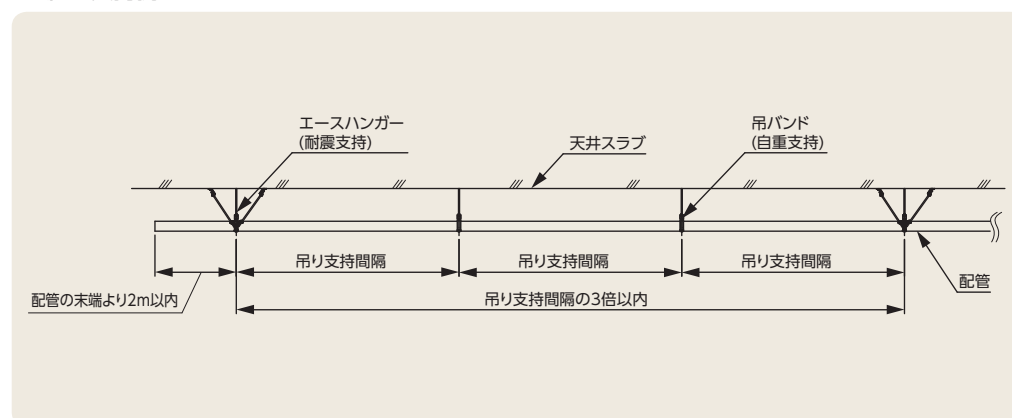 エースハンガー
(耐震支持)
天井スラブ
吊バンド
(自重支持)
吊り支持間隔
吊り支持間隔
吊り支持間隔
配管
配管の末端より2m以内
吊り支持間隔の3倍以内